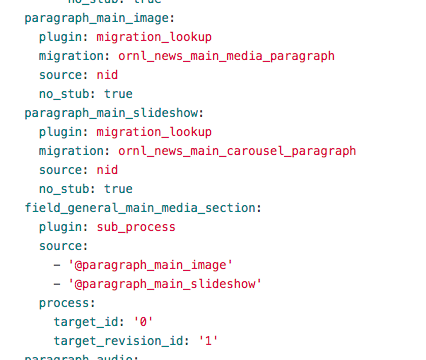 no_stub: true
paragraph_main_image:
plugin: migration_lookup
migration: ornl_news_main_media_paragraph
source: nid
no_stub: true
paragraph_main_slideshow:
plugin: migration_lookup
migration: ornl_news_main_carousel_paragraph
source: nid
no_stub: true
field_general_main_media_section:
plugin: sub_process
source:
- '@paragraph_main_image'
- '@paragraph_main_slideshow'
process:
target_id: '0'
target_revision_id: '1'
paragraph_audio: